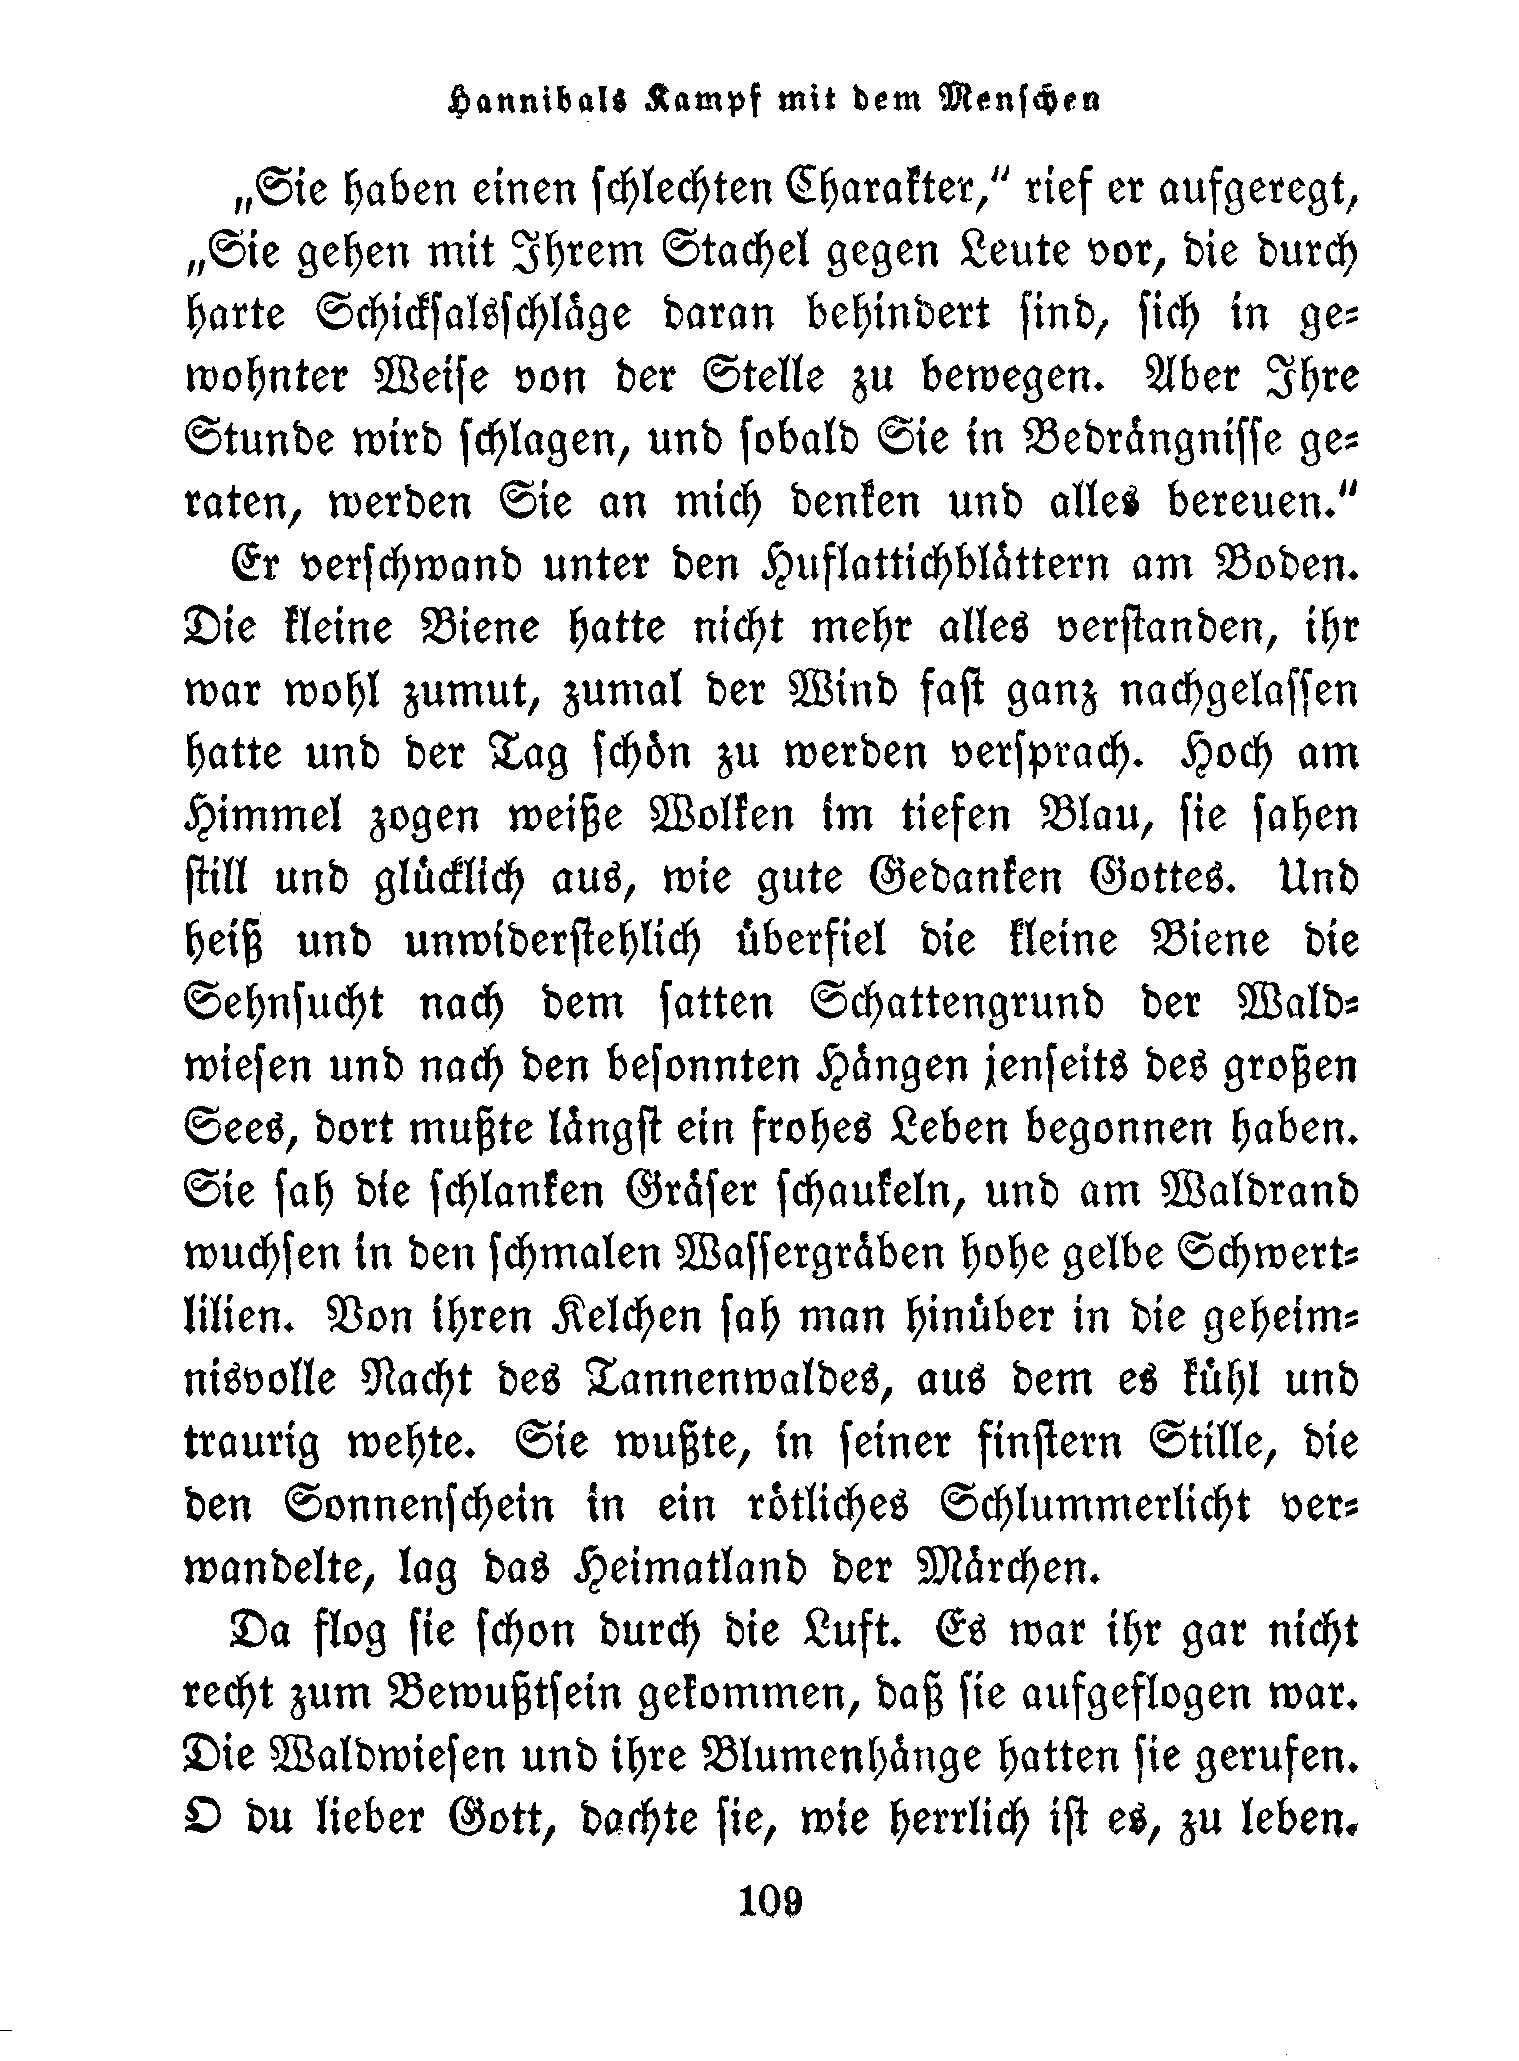 Hannibals Kampf mit dem Menschen
„Sie haben einen schlechten Charakter,“ rief er aufgeregt,
„Sie gehen mit Ihrem Stachel gegen Leute vor, die durch
harte Schicksalsschläge daran behindert sind, sich in ge-
wohnter Weise von der Stelle zu bewegen. Aber Ihre
Stunde wird schlagen, und sobald Sie in Bedrängnisse ge-
raten, werden Sie an mich denken und alles bereuen.“
Er verschwand unter den Huflattichblättern am Boden.
Die kleine Biene hatte nicht mehr alles verstanden, ihr
war wohl zumut, zumal der Wind fast ganz nachgelassen
hatte und der Tag schön zu werden versprach. Hoch am
Himmel zogen weiße Wolken im tiefen Blau, sie sahen
still und glücklich aus, wie gute Gedanken Gottes. Und
heiß und unwiderstehlich überfiel die kleine Biene die
Sehnsucht nach dem satten Schattengrund der Wald-
wiesen und nach den besonnten Hängen jenseits des großen
Sees, dort mußte längst ein frohes Leben begonnen haben.
Sie sah die schlanken Gräser schaukeln, und am Waldrand
wuchsen in den schmalen Wassergräben hohe gelbe Schwert-
lilien. Von ihren Kelchen sah man hinüber in die geheim-
nisvolle Nacht des Tannenwaldes, aus dem es kühl und
traurig wehte. Sie wußte, in seiner finstern Stille, die
den Sonnenschein in ein rötliches Schlummerlicht ver-
wandelte, lag das Heimatland der Märchen.
Da flog sie schon durch die Luft. Es war ihr gar nicht
recht zum Bewußtsein gekommen, daß sie aufgeflogen war.
Die Waldwiesen und ihre Blumenhänge hatten sie gerufen.
O du lieber Gott, dachte sie, wie herrlich ist es, zu leben.
109